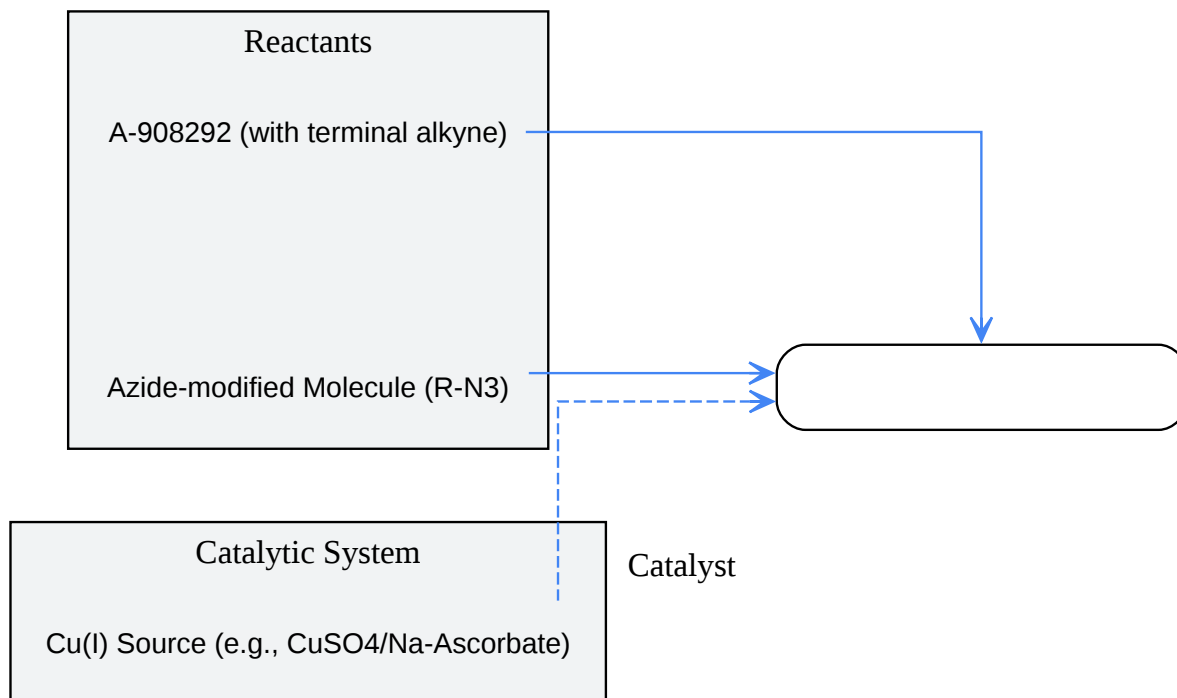 Reactants
A-908292 (with terminal alkyne)
Azide-modified Molecule (R-N3)
Catalytic System
Catalyst
Cu(I) Source (e.g., CuSO4/Na-Ascorbate)